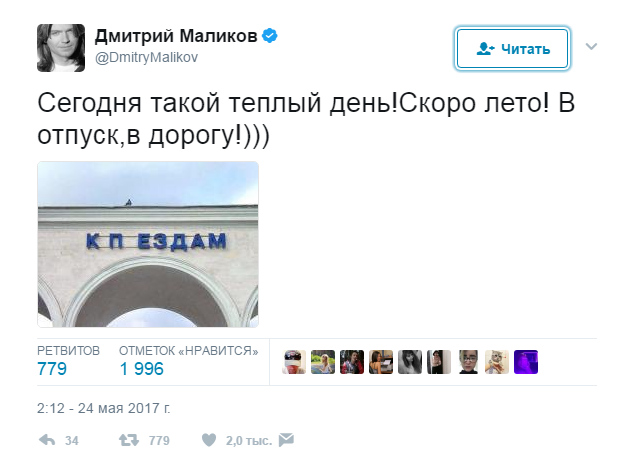 Дмитрий Маликов
@DmitryMalikov
Читать
Сегодня такой теплый день!Скоро лето! В
отпуск,в дорогу!)))
К П ЕЗДАМ
РЕТВИТОВ
779
ОТМЕТОК «НРАВИТСЯ»
1 996
2:12 - 24 мая 2017 г.
34
779
2,0 тыс.